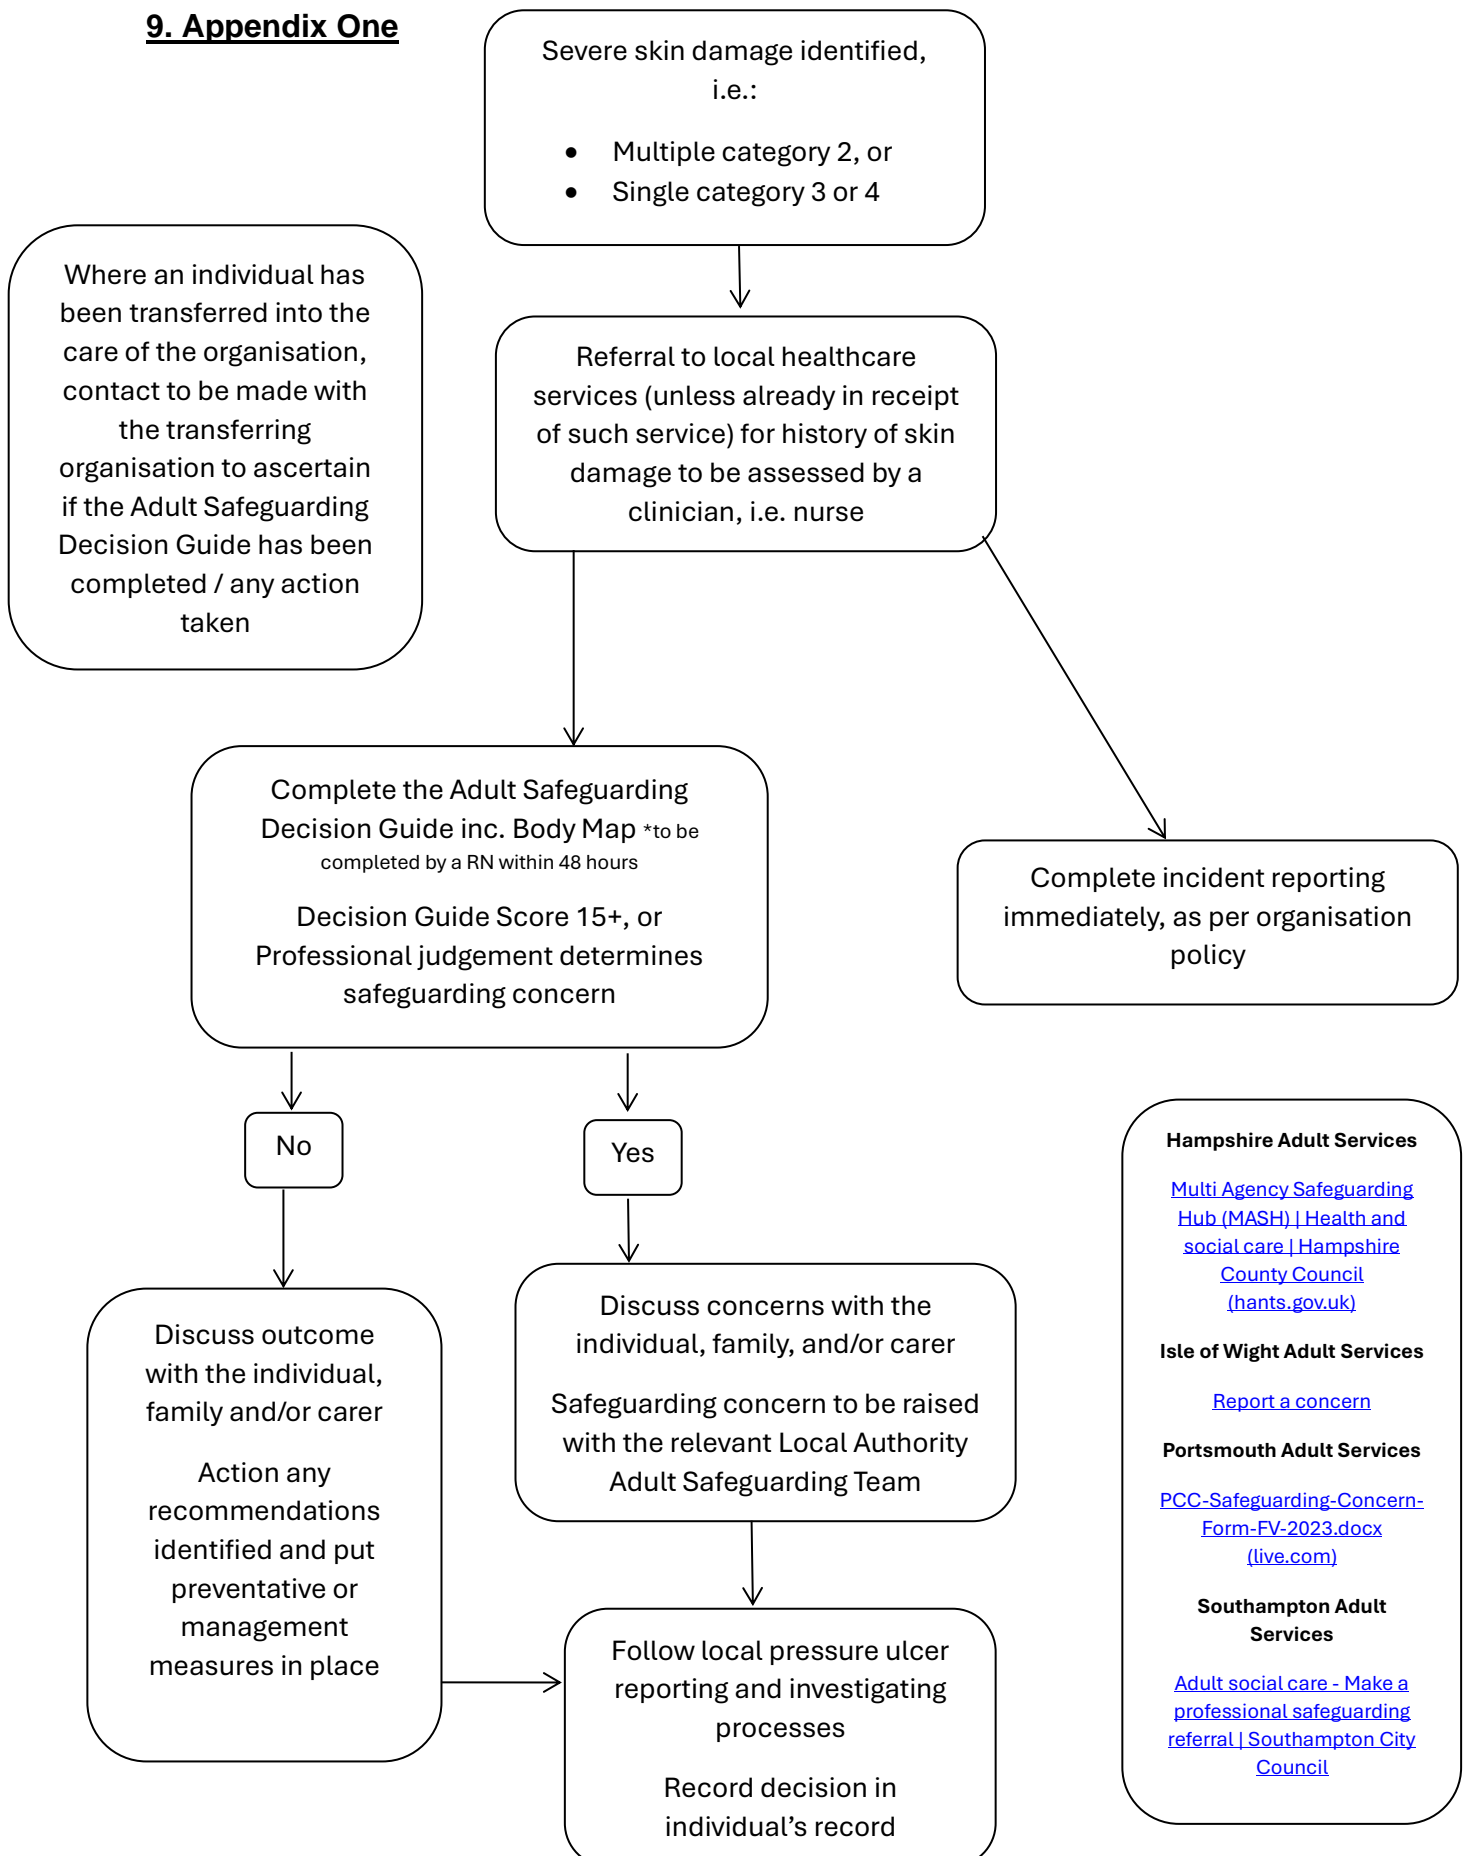 9. Appendix One
Severe skin damage identified,
i.e.:
• Multiple category 2, or
• Single category 3 or 4
Where an individual has
been transferred into the
care of the organisation,
contact to be made with
the transferring
organisation to ascertain
if the Adult Safeguarding
Decision Guide has been
completed / any action
taken
Referral to local healthcare
services (unless already in receipt
of such service) for history of skin
damage to be assessed by a
clinician, i.e. nurse
Complete the Adult Safeguarding
Decision Guide inc. Body Map *to be
completed by a RN within 48 hours
Decision Guide Score 15+, or
Professional judgement determines
safeguarding concern
Complete incident reporting
immediately, as per organisation
policy
No
Yes
Discuss outcome
with the individual,
family and/or carer
Action any
recommendations
identified and put
preventative or
management
measures in place
Discuss concerns with the
individual, family, and/or carer
Safeguarding concern to be raised
with the relevant Local Authority
Adult Safeguarding Team
Follow local pressure ulcer
reporting and investigating
processes
Record decision in
individual’s record
Hampshire Adult Services
Multi Agency Safeguarding
Hub (MASH) | Health and
social care | Hampshire
County Council
(hants.gov.uk)
Isle of Wight Adult Services
Report a concern
Portsmouth Adult Services
PCC-Safeguarding-Concern-
Form-FV-2023.docx
(live.com)
Southampton Adult
Services
Adult social care - Make a
professional safeguarding
referral | Southampton City
Council